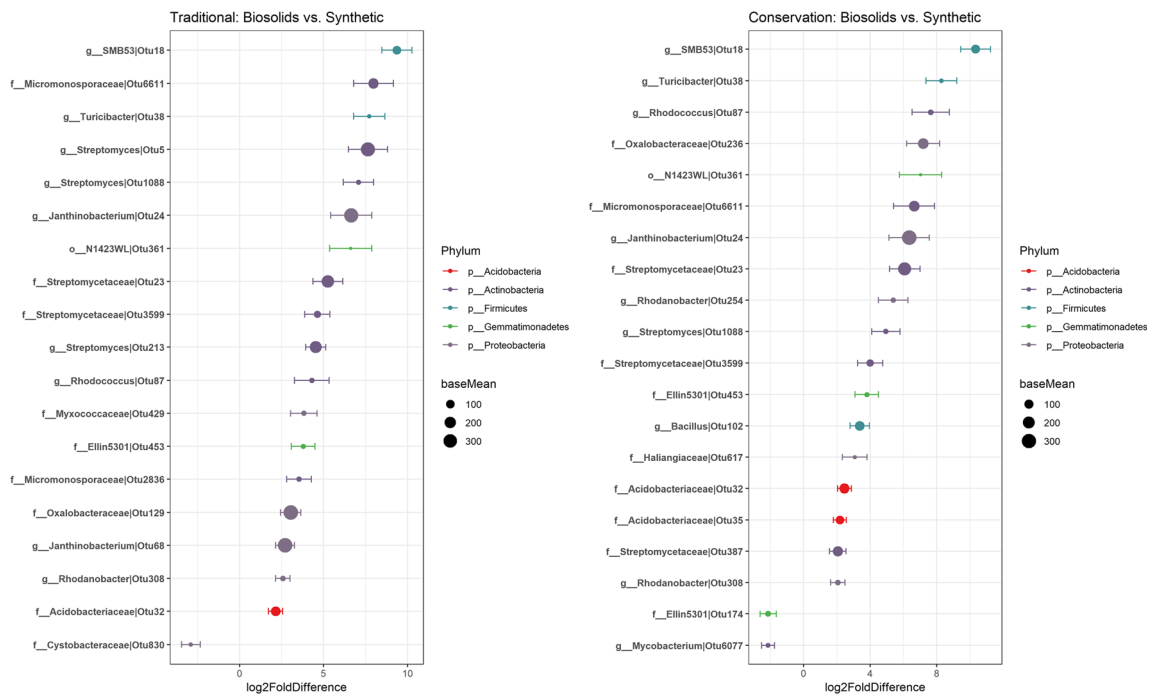 Traditional: Biosolids vs. Synthetic
g__SMB53|Otu18
f__Micromonosporaceae|Otu6611
g__Turicibacter|Otu38
g__Streptomyces|Otu5
g__Streptomyces|Otu1088
g__Janthinobacterium|Otu24
o__N1423WL|Otu361
f__Streptomycetaceae|Otu23
f__Streptomycetaceae|Otu3599
g__Streptomyces|Otu213
g__Rhodococcus|Otu87
f__Myxococcaceae|Otu429
f__Ellin5301|Otu453
f__Micromonosporaceae|Otu2836
f__Oxalobacteraceae|Otu129
g__Janthinobacterium|Otu68
g__Rhodanobacter|Otu308
f__Acidobacteriaceae|Otu32
f__Cystobacteraceae|Otu830
0 5 10
log2FoldDifference
Phylum
p__Acidobacteria
p__Actinobacteria
p__Firmicutes
p__Gemmatimonadetes
p__Proteobacteria
baseMean
100
200
300
Conservation: Biosolids vs. Synthetic
g__SMB53|Otu18
g__Turicibacter|Otu38
g__Rhodococcus|Otu87
f__Oxalobacteraceae|Otu236
o__N1423WL|Otu361
f__Micromonosporaceae|Otu6611
g__Janthinobacterium|Otu24
f__Streptomycetaceae|Otu23
g__Rhodanobacter|Otu254
g__Streptomyces|Otu1088
f__Streptomycetaceae|Otu3599
f__Ellin5301|Otu453
g__Bacillus|Otu102
f__Haliangiaceae|Otu617
f__Acidobacteriaceae|Otu32
f__Acidobacteriaceae|Otu35
f__Streptomycetaceae|Otu387
g__Rhodanobacter|Otu308
f__Ellin5301|Otu174
g__Mycobacterium|Otu6077
0 4 8
log2FoldDifference
Phylum
p__Acidobacteria
p__Actinobacteria
p__Firmicutes
p__Gemmatimonadetes
p__Proteobacteria
baseMean
100
200
300